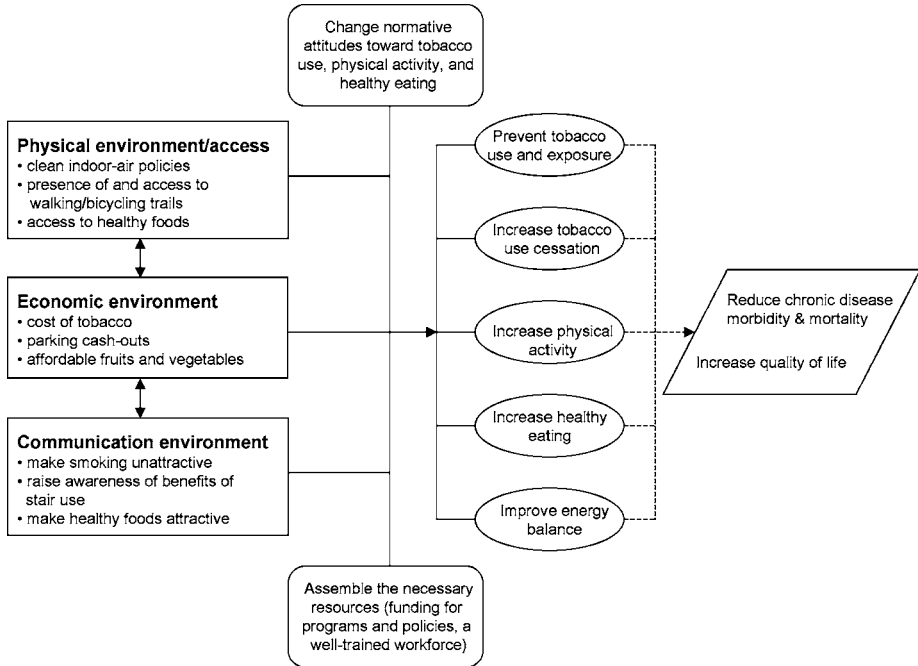 Change normative
attitudes toward tobacco
use, physical activity, and
healthy eating
Physical environment/access
• clean indoor-air policies
• presence of and access to
walking/bicycling trails
• access to healthy foods
Economic environment
• cost of tobacco
• parking cash-outs
• affordable fruits and vegetables
Communication environment
• make smoking unattractive
• raise awareness of benefits of
stair use
• make healthy foods attractive
Assemble the necessary
resources (funding for
programs and policies, a
well-trained workforce)
Prevent tobacco
use and exposure
Increase tobacco
use cessation
Increase physical
activity
Increase healthy
eating
Improve energy
balance
Reduce chronic disease
morbidity & mortality
Increase quality of life